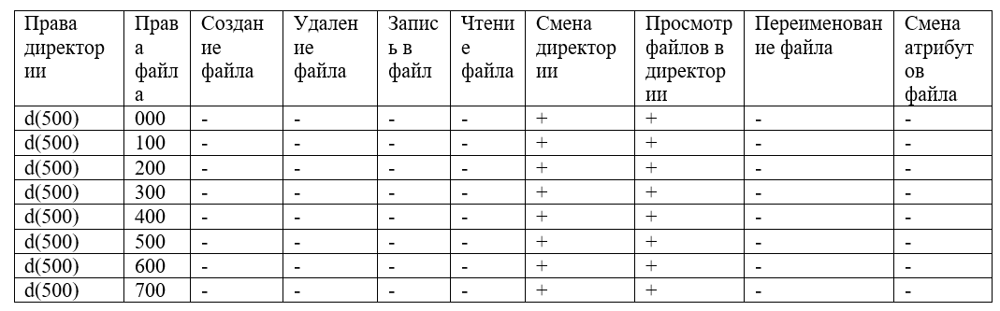 Права директории | Права файла | Создание файла | Удаление файла | Запись в файл | Чтение файла | Смена директории | Просмотр файлов в директории | Переименование файла | Смена атрибутов файла
d(500) | 000 | - | - | - | - | + | + | - | -
d(500) | 100 | - | - | - | - | + | + | - | -
d(500) | 200 | - | - | - | - | + | + | - | -
d(500) | 300 | - | - | - | - | + | + | - | -
d(500) | 400 | - | - | - | - | + | + | - | -
d(500) | 500 | - | - | - | - | + | + | - | -
d(500) | 600 | - | - | - | - | + | + | - | -
d(500) | 700 | - | - | - | - | + | + | - | -